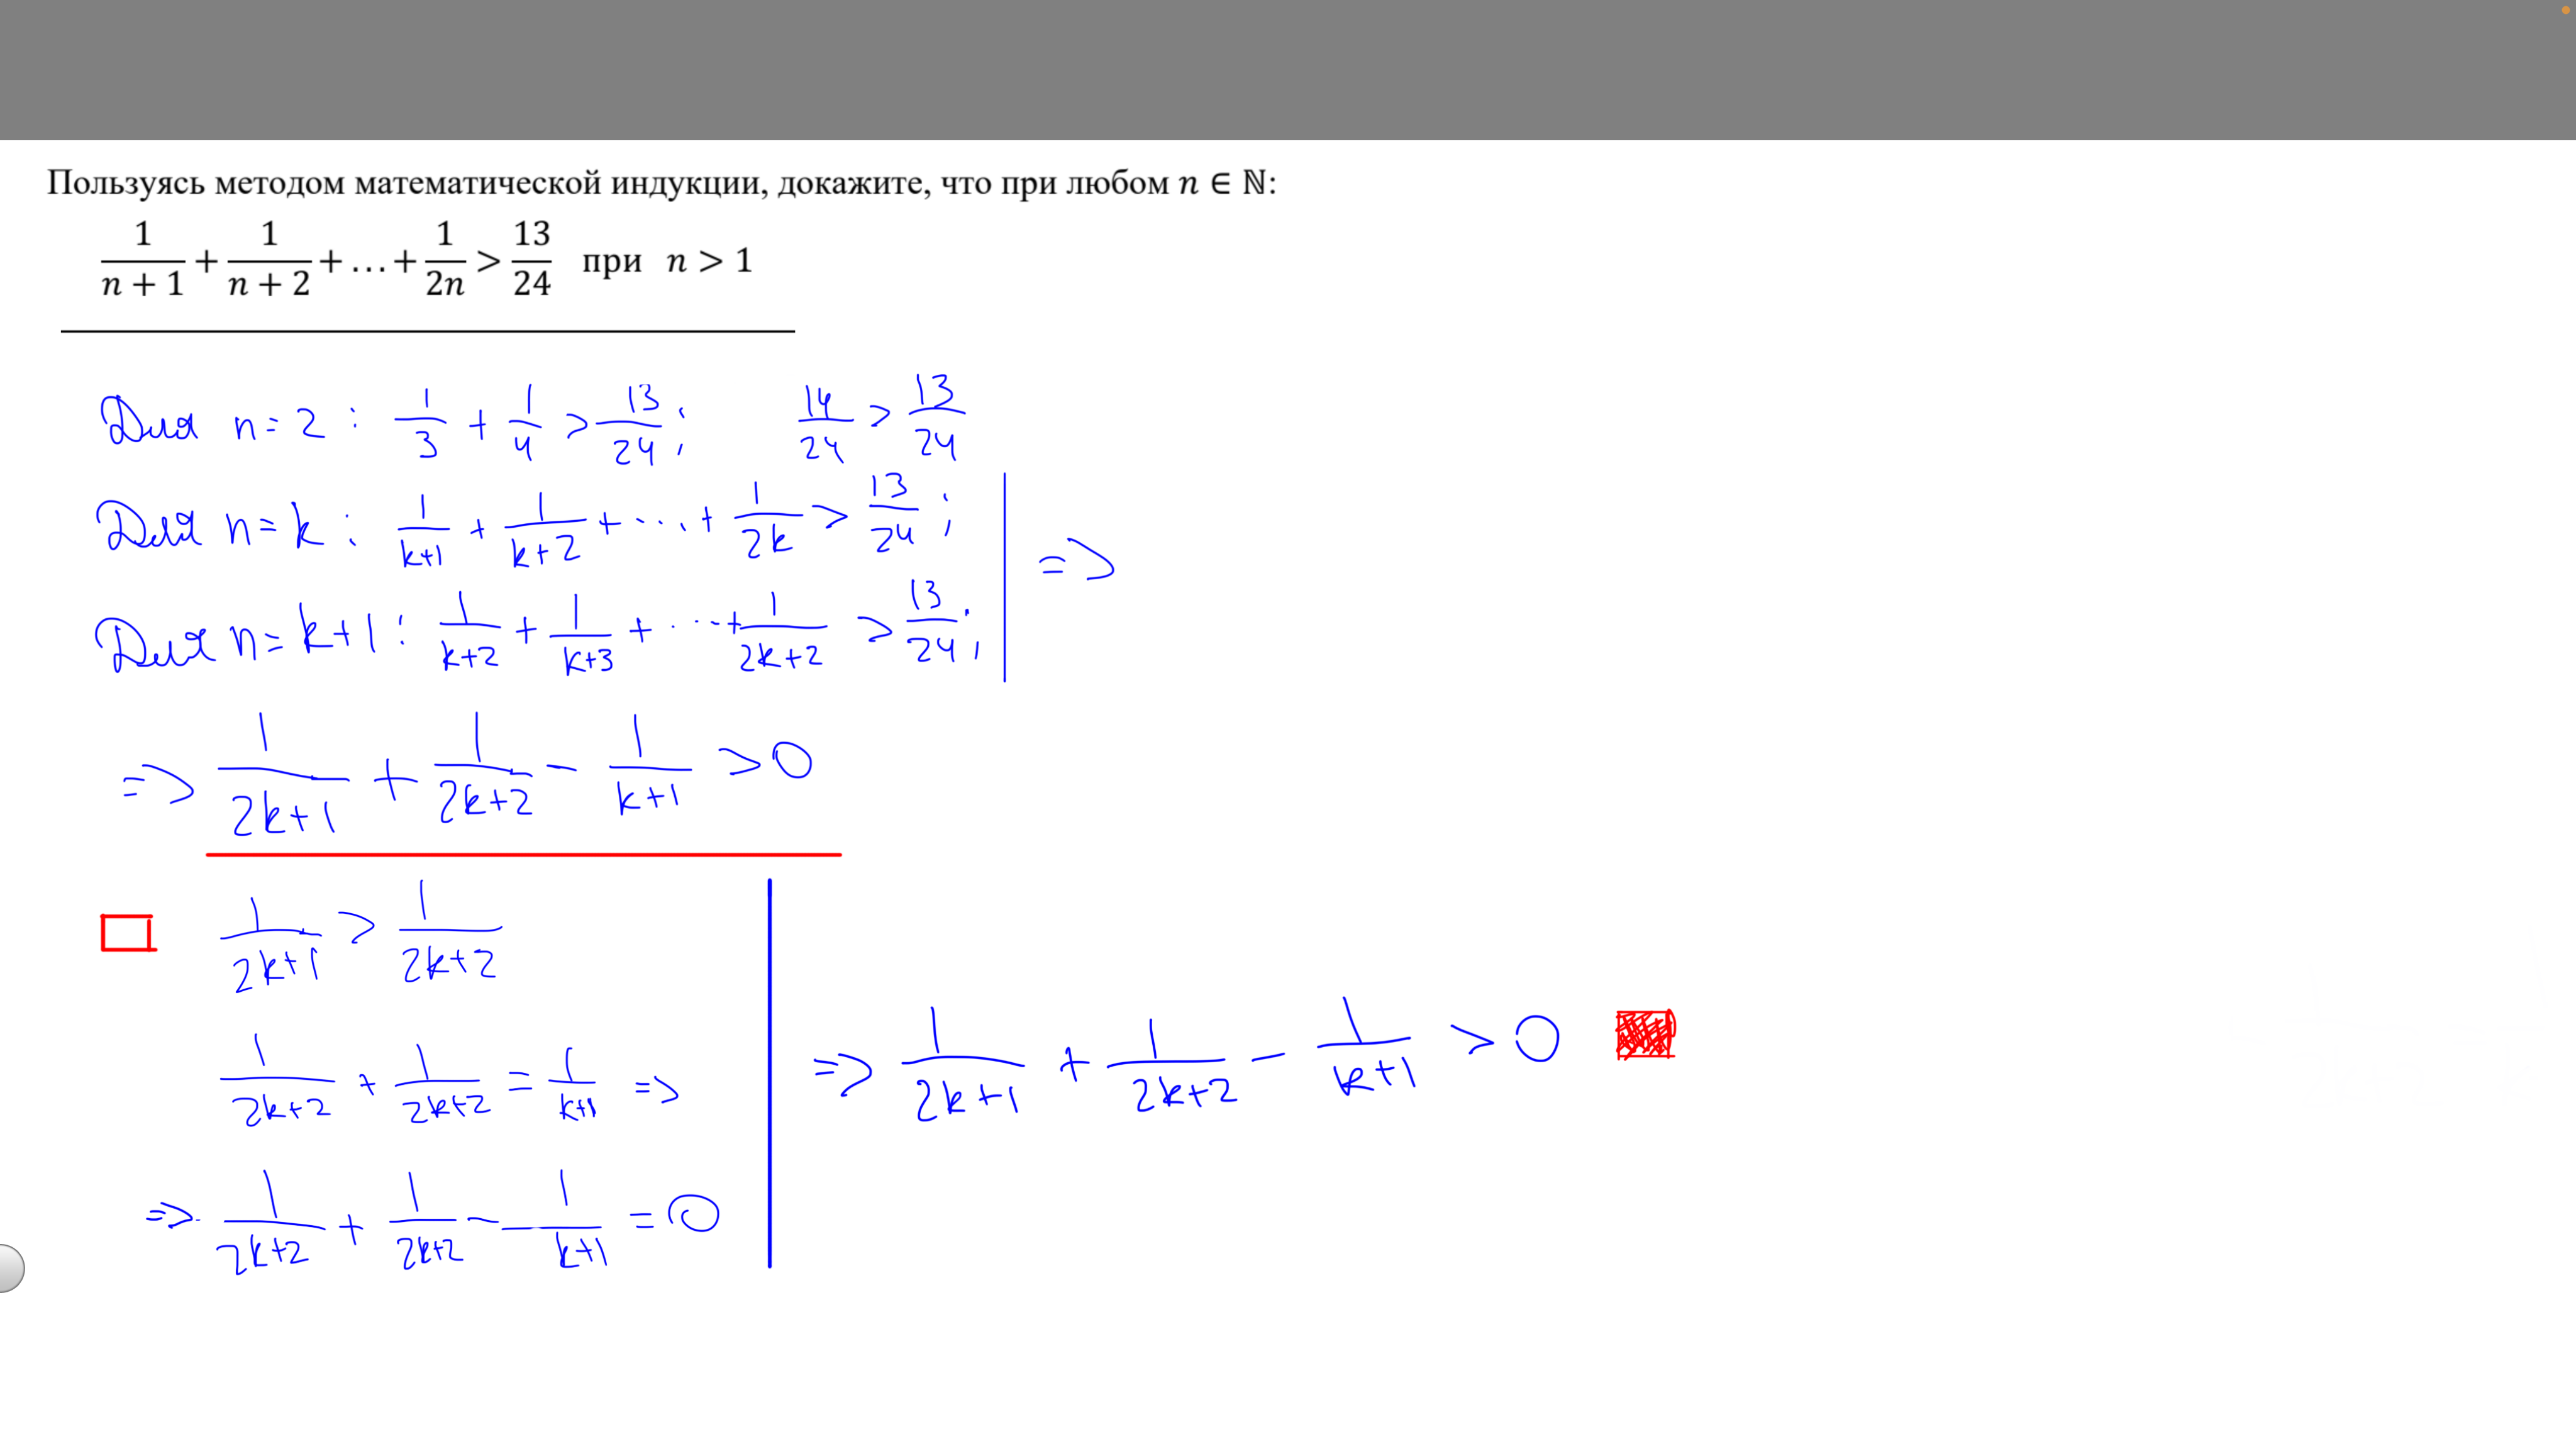 Пользуясь методом математической индукции, докажите, что при любом n ∈ ℕ:
1/(n + 1) + 1/(n + 2) + ... + 1/(2n) > 13/24 при n > 1
Для n = 2 : 1/3 + 1/4 > 13/24 ; 14/24 > 13/24
Для n = k : 1/(k+1) + 1/(k+2) + ... + 1/(2k) > 13/24 ;
Для n = k+1 : 1/(k+2) + 1/(k+3) + ... + 1/(2k+2) > 13/24 ; =>
=> 1/(2k+1) + 1/(2k+2) − 1/(k+1) > 0
1/(2k+1) > 1/(2k+2)
1/(2k+2) + 1/(2k+2) = 1/(k+1) =>
=> 1/(2k+2) + 1/(2k+2) − 1/(k+1) = 0
=> 1/(2k+1) + 1/(2k+2) − 1/(k+1) > 0